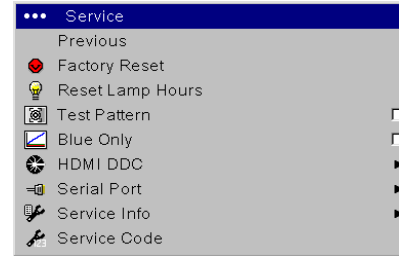 Service
Previous
Factory Reset
Reset Lamp Hours
Test Pattern
Blue Only
HDMI DDC
Serial Port
Service Info
Service Code